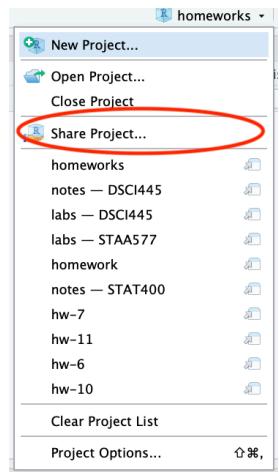 homeworks
New Project...
Open Project...
Close Project
Share Project...
homeworks
notes — DSCI445
labs — DSCI445
labs — STAA577
homework
notes — STAT400
hw-7
hw-11
hw-6
hw-10
Clear Project List
Project Options... ⇧⌘,